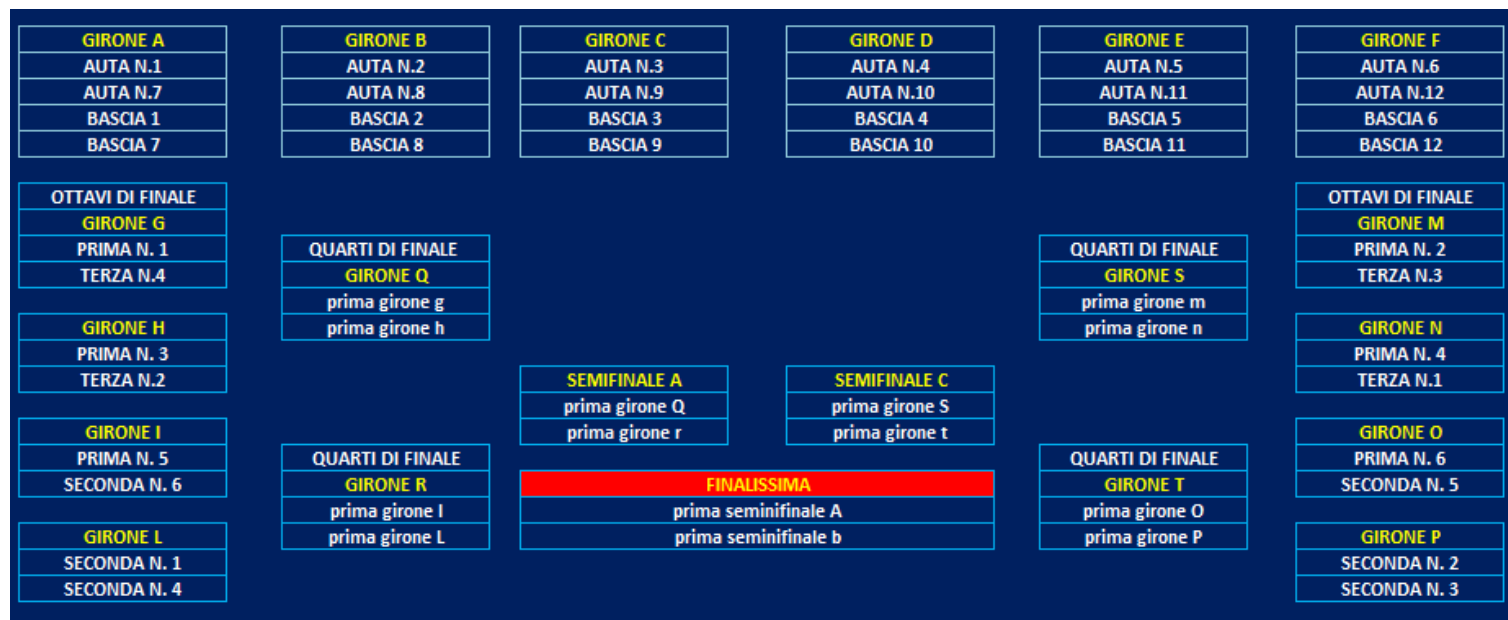 GIRONE A
AUTA N.1
AUTA N.7
BASCIA 1
BASCIA 7
GIRONE B
AUTA N.2
AUTA N.8
BASCIA 2
BASCIA 8
GIRONE C
AUTA N.3
AUTA N.9
BASCIA 3
BASCIA 9
GIRONE D
AUTA N.4
AUTA N.10
BASCIA 4
BASCIA 10
GIRONE E
AUTA N.5
AUTA N.11
BASCIA 5
BASCIA 11
GIRONE F
AUTA N.6
AUTA N.12
BASCIA 6
BASCIA 12
OTTAVI DI FINALE
GIRONE G
PRIMA N. 1
TERZA N.4
GIRONE H
PRIMA N. 3
TERZA N.2
GIRONE I
PRIMA N. 5
SECONDA N. 6
GIRONE L
SECONDA N. 1
SECONDA N. 4
QUARTI DI FINALE
GIRONE Q
prima girone g
prima girone h
QUARTI DI FINALE
GIRONE R
prima girone I
prima girone L
SEMIFINALE A
prima girone Q
prima girone r
SEMIFINALE C
prima girone S
prima girone t
FINALISSIMA
prima seminifinale A
prima seminifinale b
QUARTI DI FINALE
GIRONE S
prima girone m
prima girone n
QUARTI DI FINALE
GIRONE T
prima girone O
prima girone P
OTTAVI DI FINALE
GIRONE M
PRIMA N. 2
TERZA N.3
GIRONE N
PRIMA N. 4
TERZA N.1
GIRONE O
PRIMA N. 6
SECONDA N. 5
GIRONE P
SECONDA N. 2
SECONDA N. 3